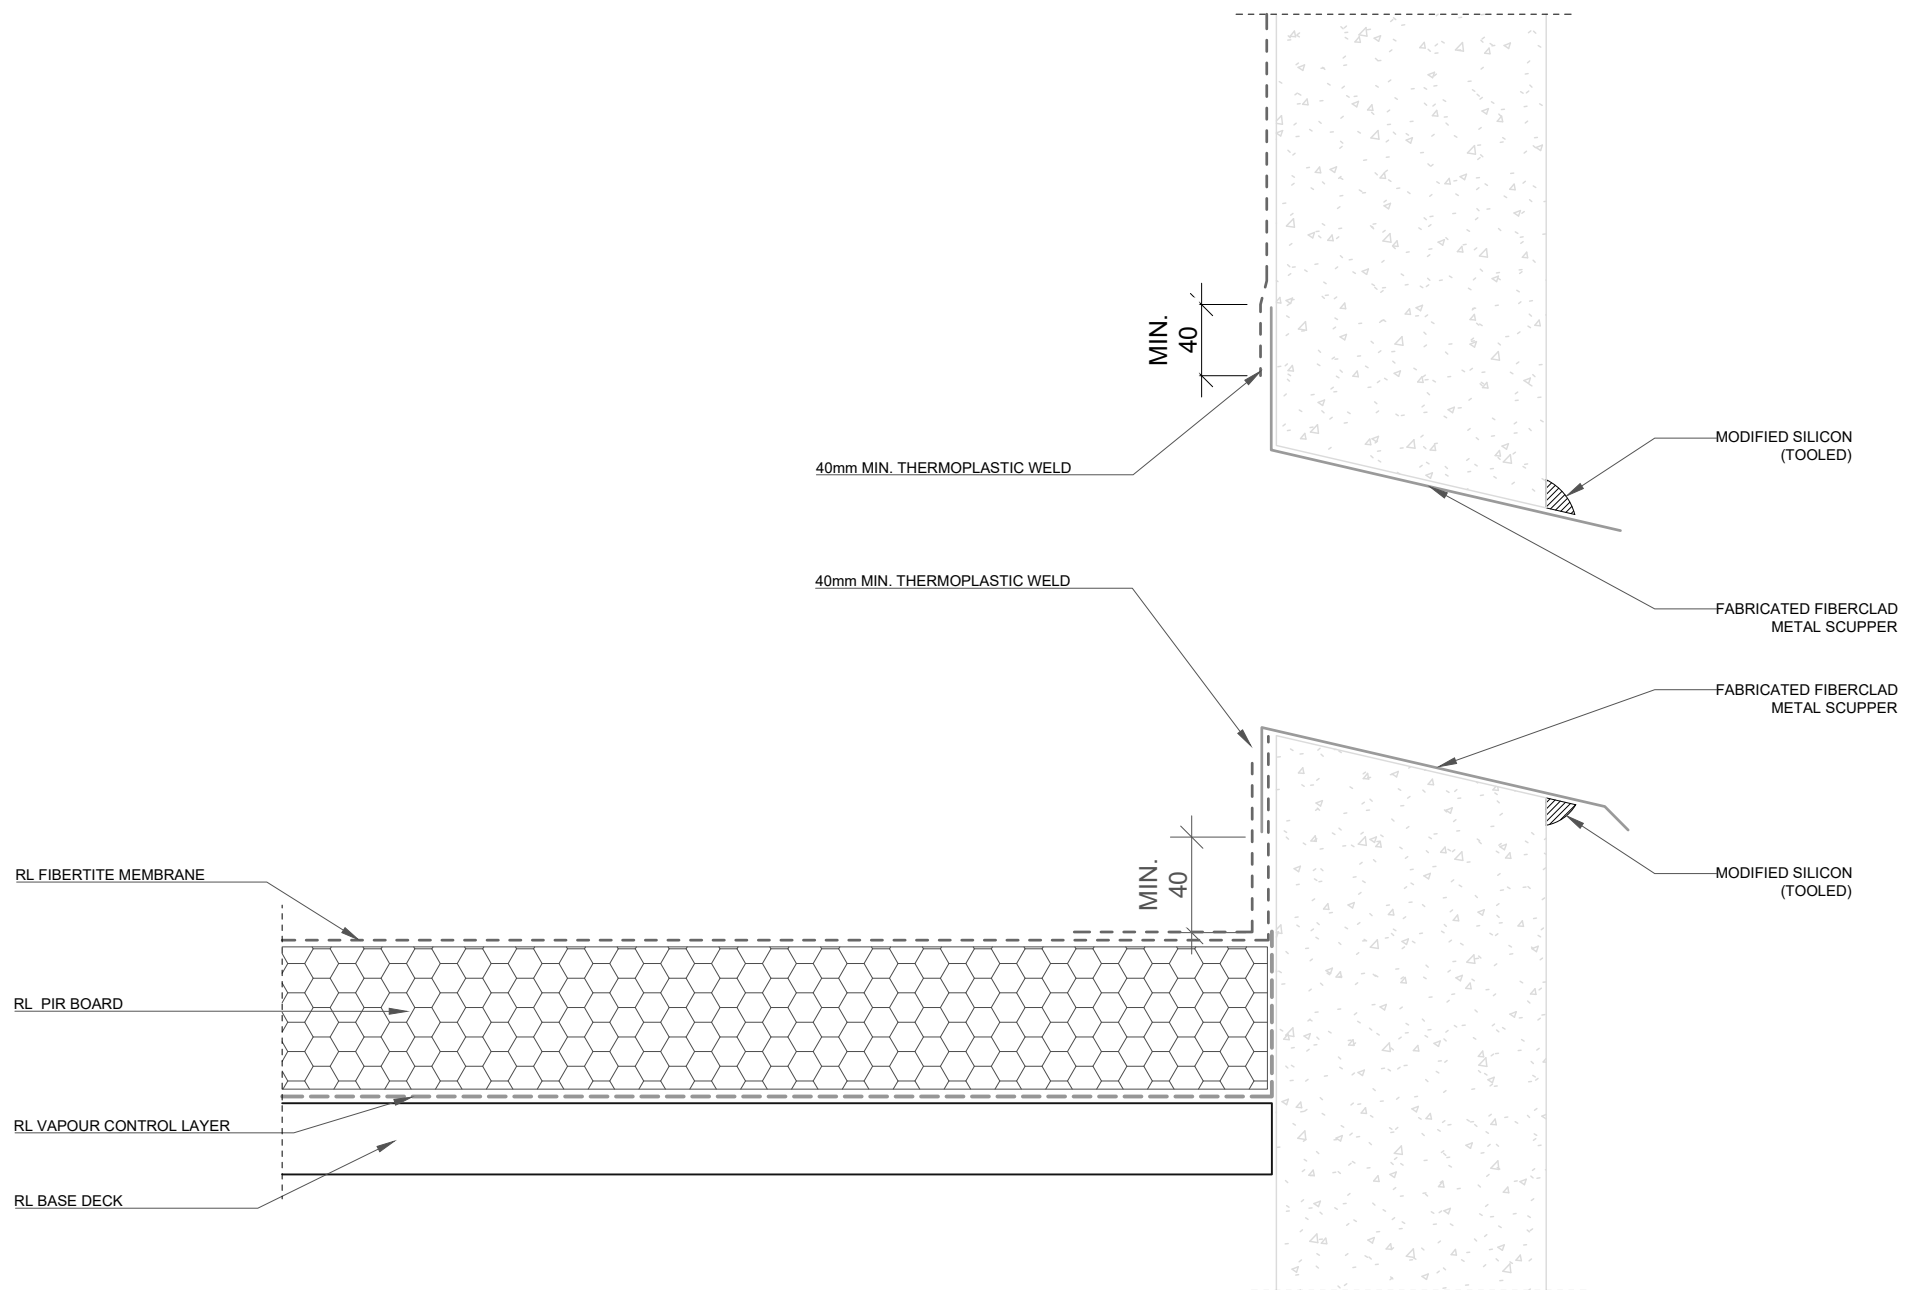 MIN.
40
MODIFIED SILICON
(TOOLED)
40mm MIN. THERMOPLASTIC WELD
40mm MIN. THERMOPLASTIC WELD
FABRICATED FIBERCLAD
METAL SCUPPER
FABRICATED FIBERCLAD
METAL SCUPPER
MIN.
40
RL FIBERTITE MEMBRANE
MODIFIED SILICON
(TOOLED)
RL PIR BOARD
RL VAPOUR CONTROL LAYER
RL BASE DECK